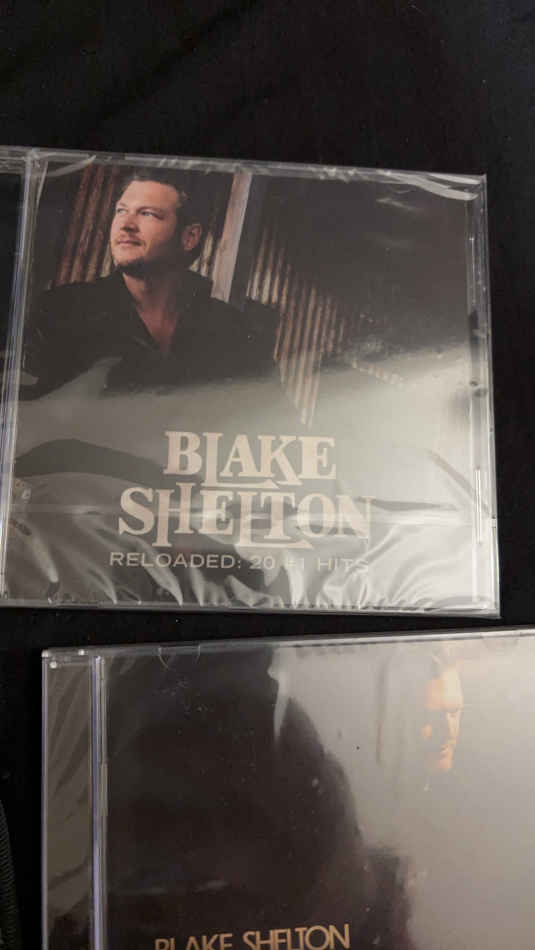 BLAKE
SHELTON
RELOADED: 20 #1 HITS
BLAKE SHELTON